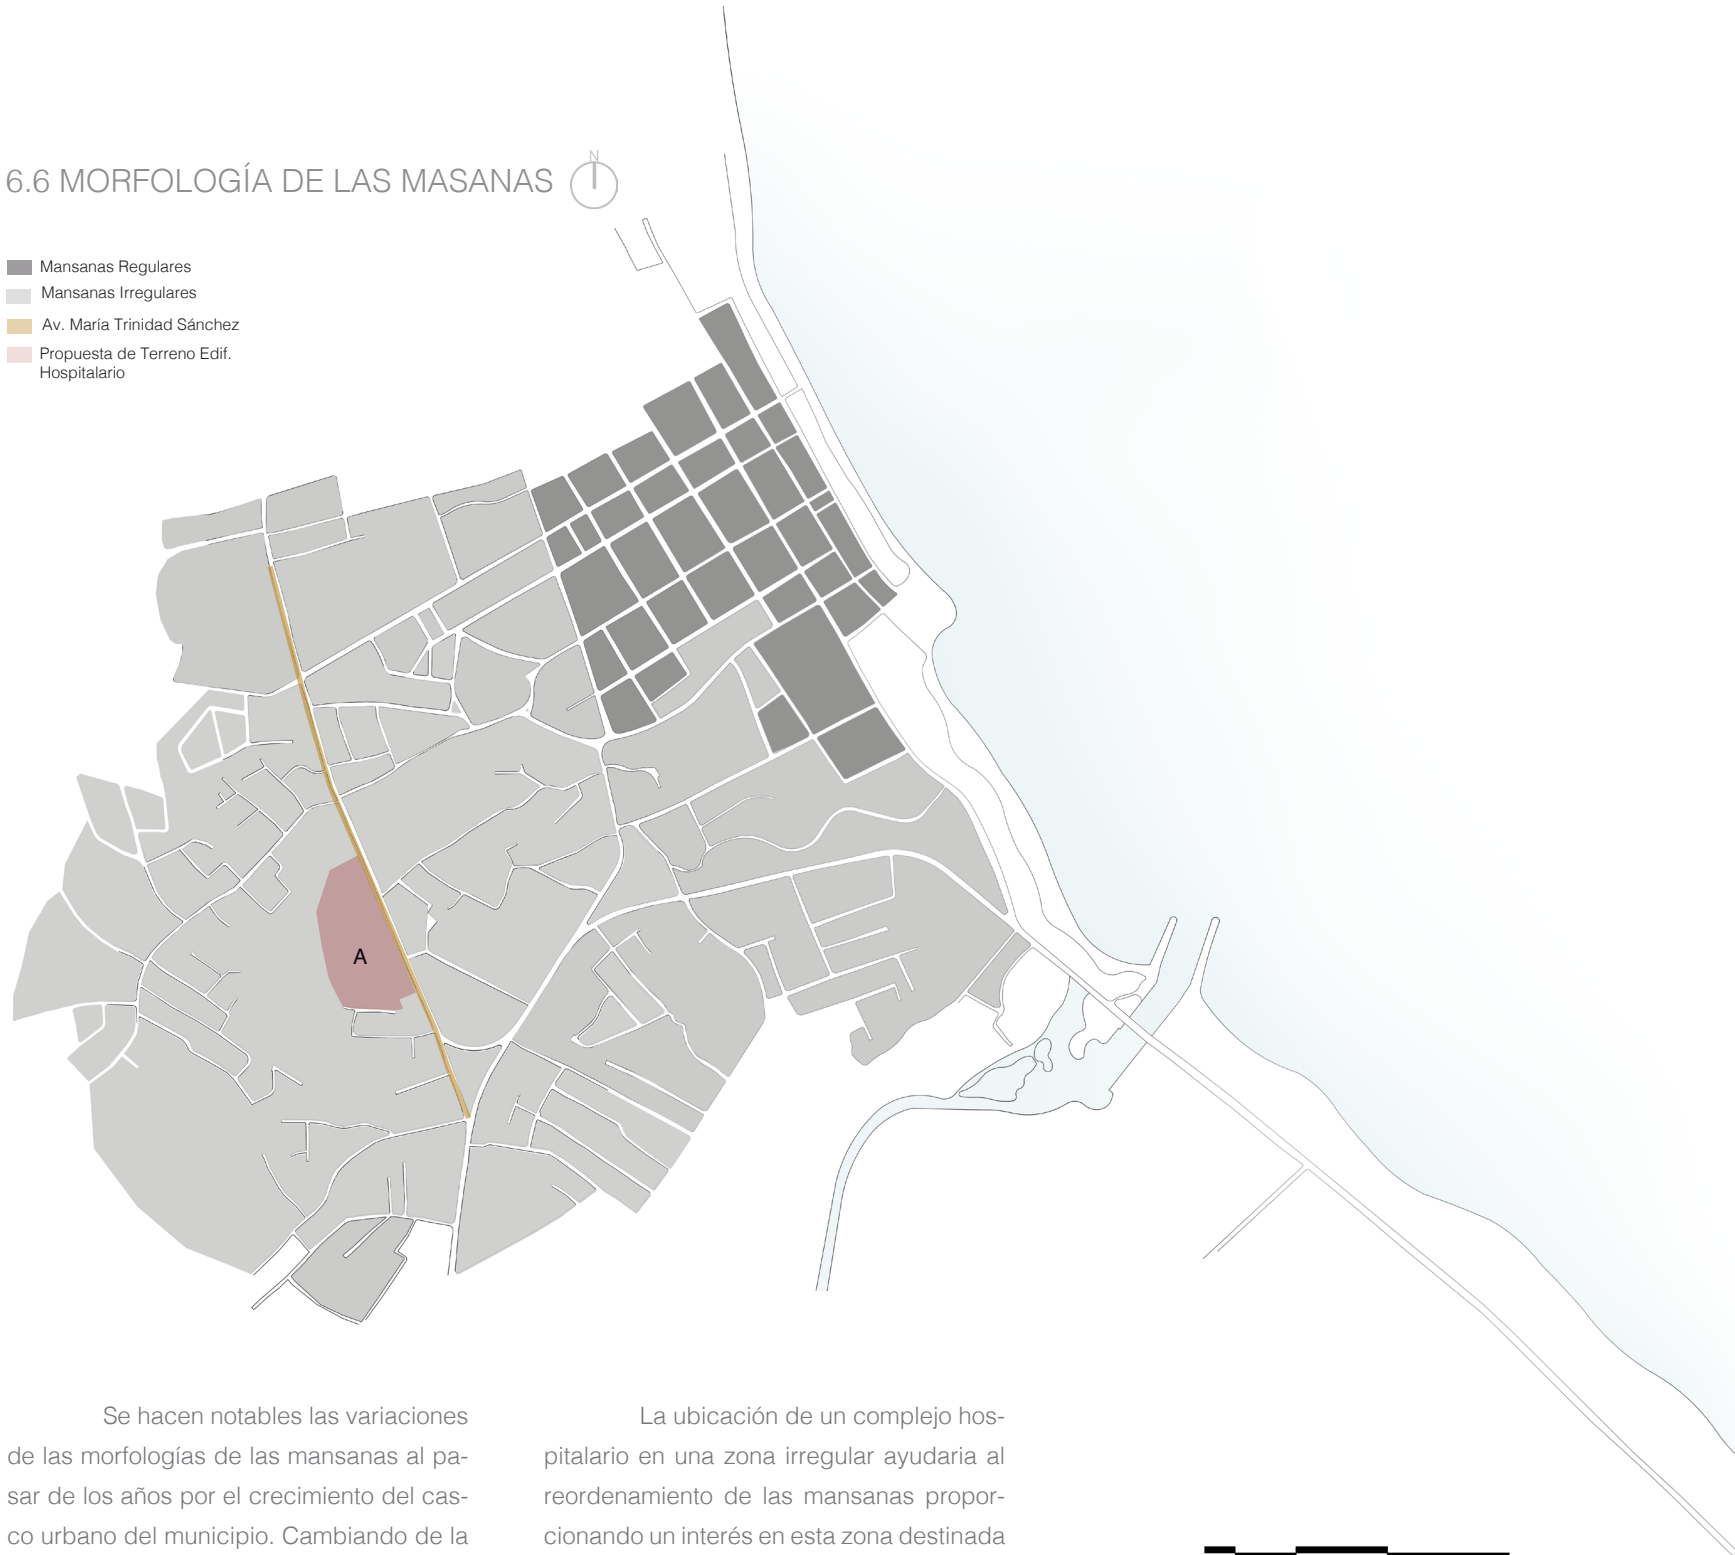 6.6 MORFOLOGÍA DE LAS MASANAS
N
Mansanas Regulares
Mansanas Irregulares
Av. María Trinidad Sánchez
Propuesta de Terreno Edif.
Hospitalario
A
Se hacen notables las variaciones
de las morfologías de las mansanas al pa-
sar de los años por el crecimiento del cas-
co urbano del municipio. Cambiando de la
La ubicación de un complejo hos-
pitalario en una zona irregular ayudaria al
reordenamiento de las mansanas propor-
cionando un interés en esta zona destinada